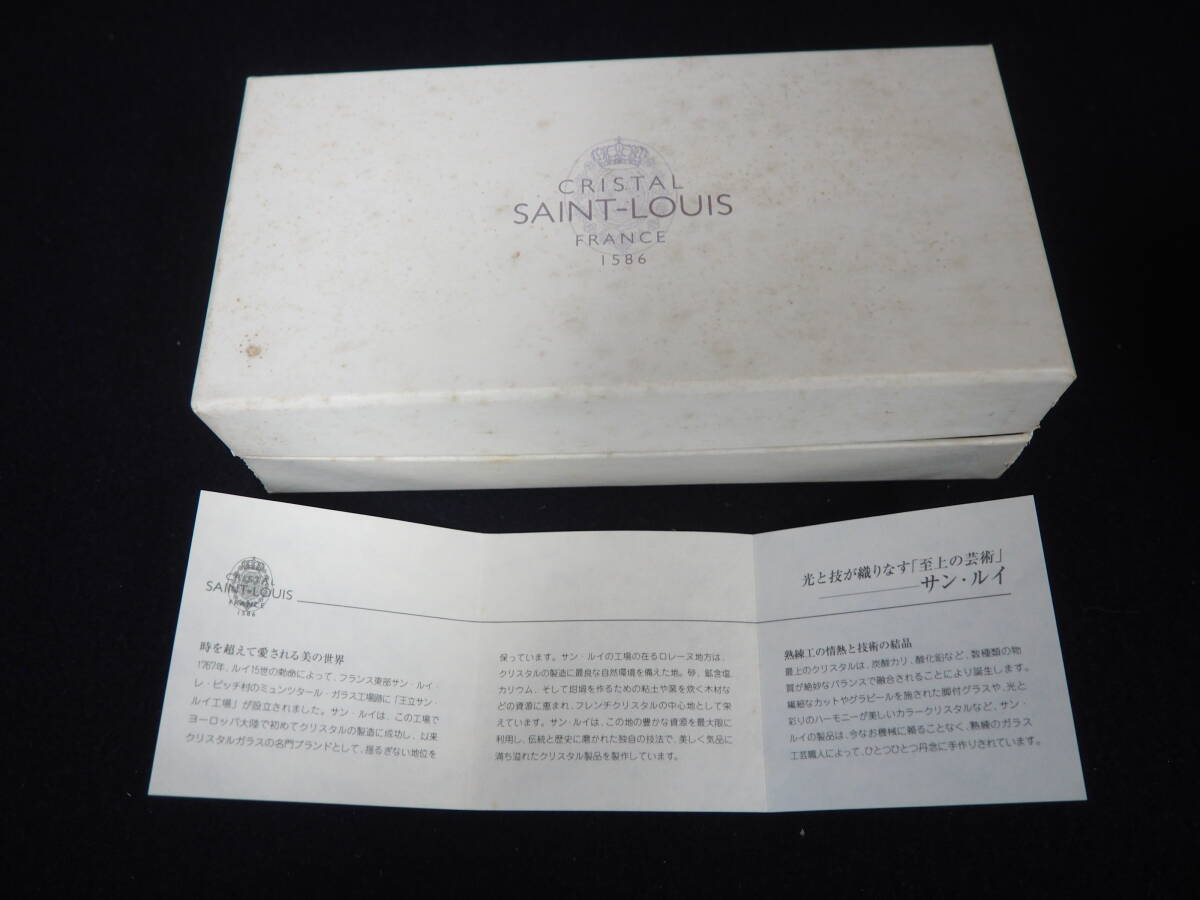 CRISTAL
SAINT-LOUIS
FRANCE
1586
CRISTAL
SAINT-LOUIS
FRANCE
1586
時を超えて愛される美の世界
1767年、ルイ15世の勅命によって、フランス東部サン・ルイ・
レ・ビッチ村のミュンツタール・ガラス工場跡に「王立サン・
ルイ工場」が設立されました。サン・ルイは、この工場で
ヨーロッパ大陸で初めてクリスタルの製造に成功し、以来
クリスタルガラスの名門ブランドとして、揺るぎない地位を
保っています。サン・ルイの工場の在るロレーヌ地方は、
クリスタルの製造に最良な自然環境を備えた地。砂、鉱含塩、
カリウム、そして坩堝を作るための粘土や窯を炊く木材な
どの資源に恵まれ、フレンチクリスタルの中心地として栄
えています。サン・ルイは、この地の豊かな資源を最大限に
利用し、伝統と歴史に磨かれた独自の技法で、美しく気品に
満ち溢れたクリスタル製品を製作しています。
光と技が織りなす「至上の芸術」
サン・ルイ
熟練工の情熱と技術の結晶
最上のクリスタルは、炭酸カリ、酸化鉛など、数種類の物
質が絶妙なバランスで融合されることにより誕生します。
繊細なカットやグラビールを施された脚付グラスや、光と
彩りのハーモニーが美しいカラークリスタルなど、サン・
ルイの製品は、今なお機械に頼ることなく、熟練のガラス
工芸職人によって、ひとつひとつ丹念に手作りされています。